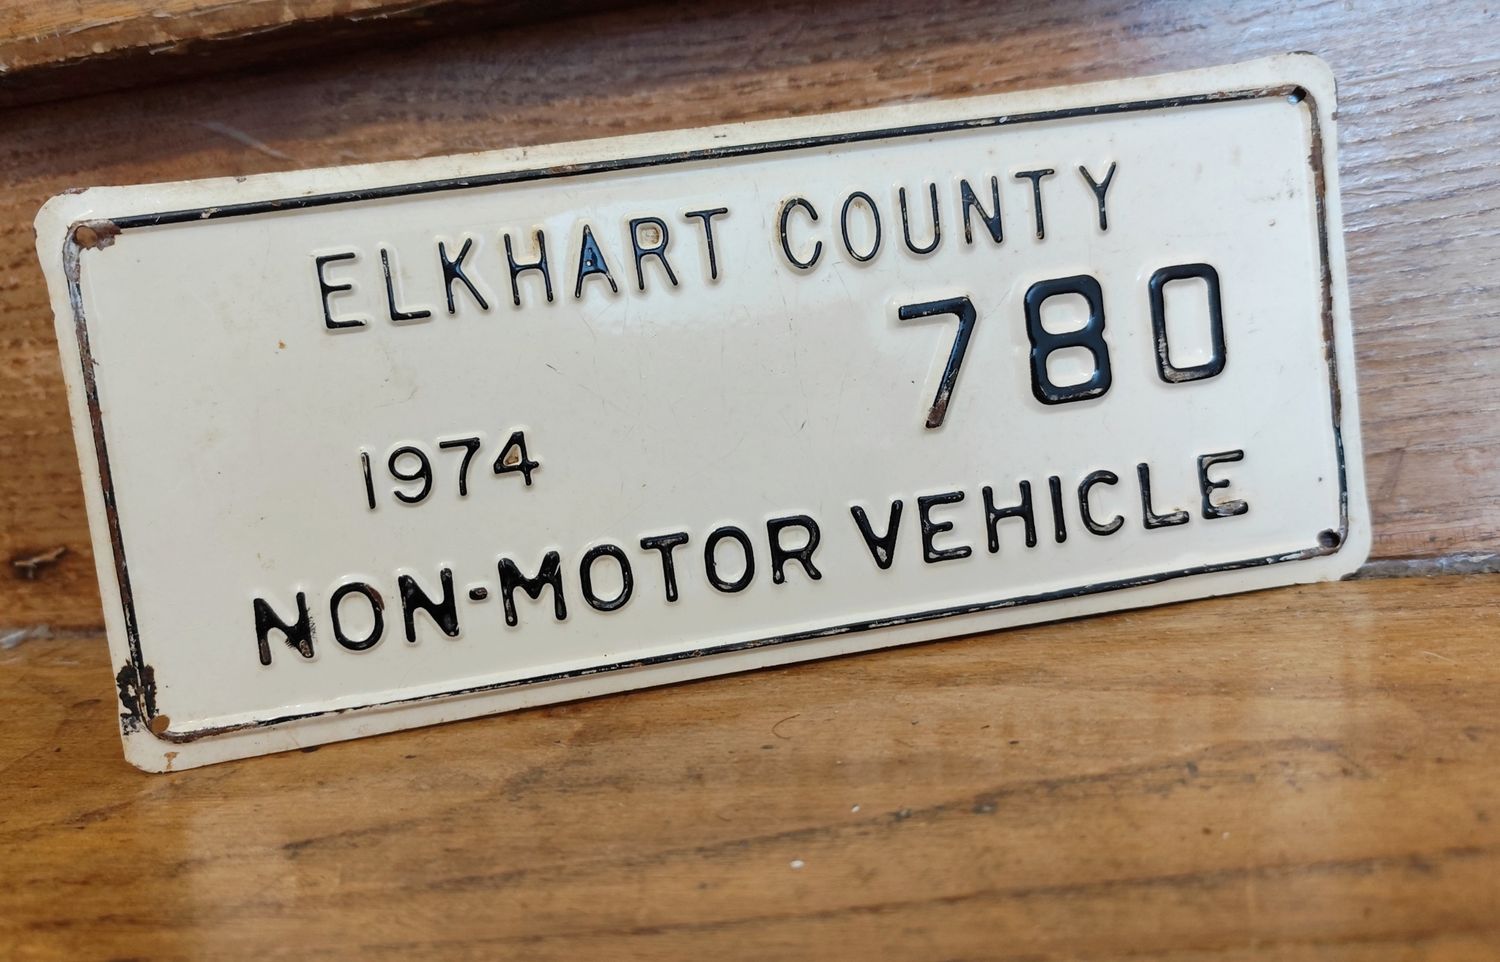 ELKHART COUNTY
780
1974
NON-MOTOR VEHICLE